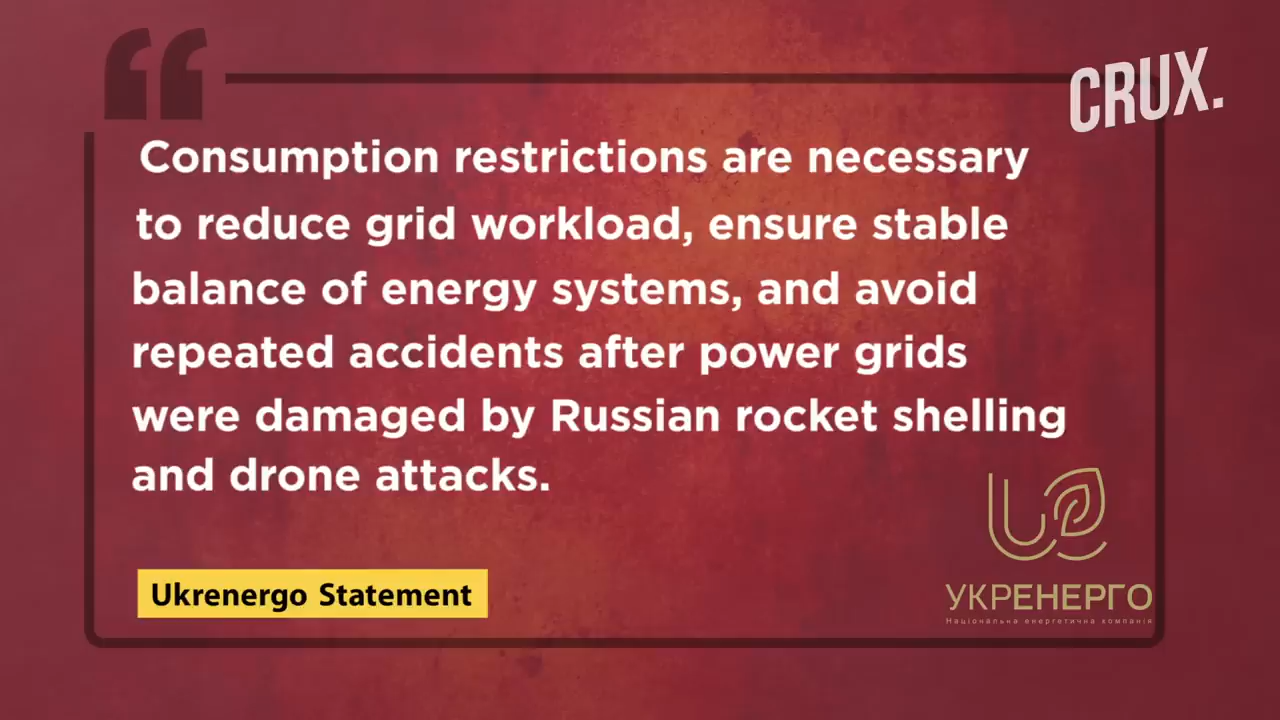 CRUX.
Consumption restrictions are necessary
to reduce grid workload, ensure stable
balance of energy systems, and avoid
repeated accidents after power grids
were damaged by Russian rocket shelling
and drone attacks.
Ukrenergo Statement
УКРЕНЕРГО
Національна енергетична компанія